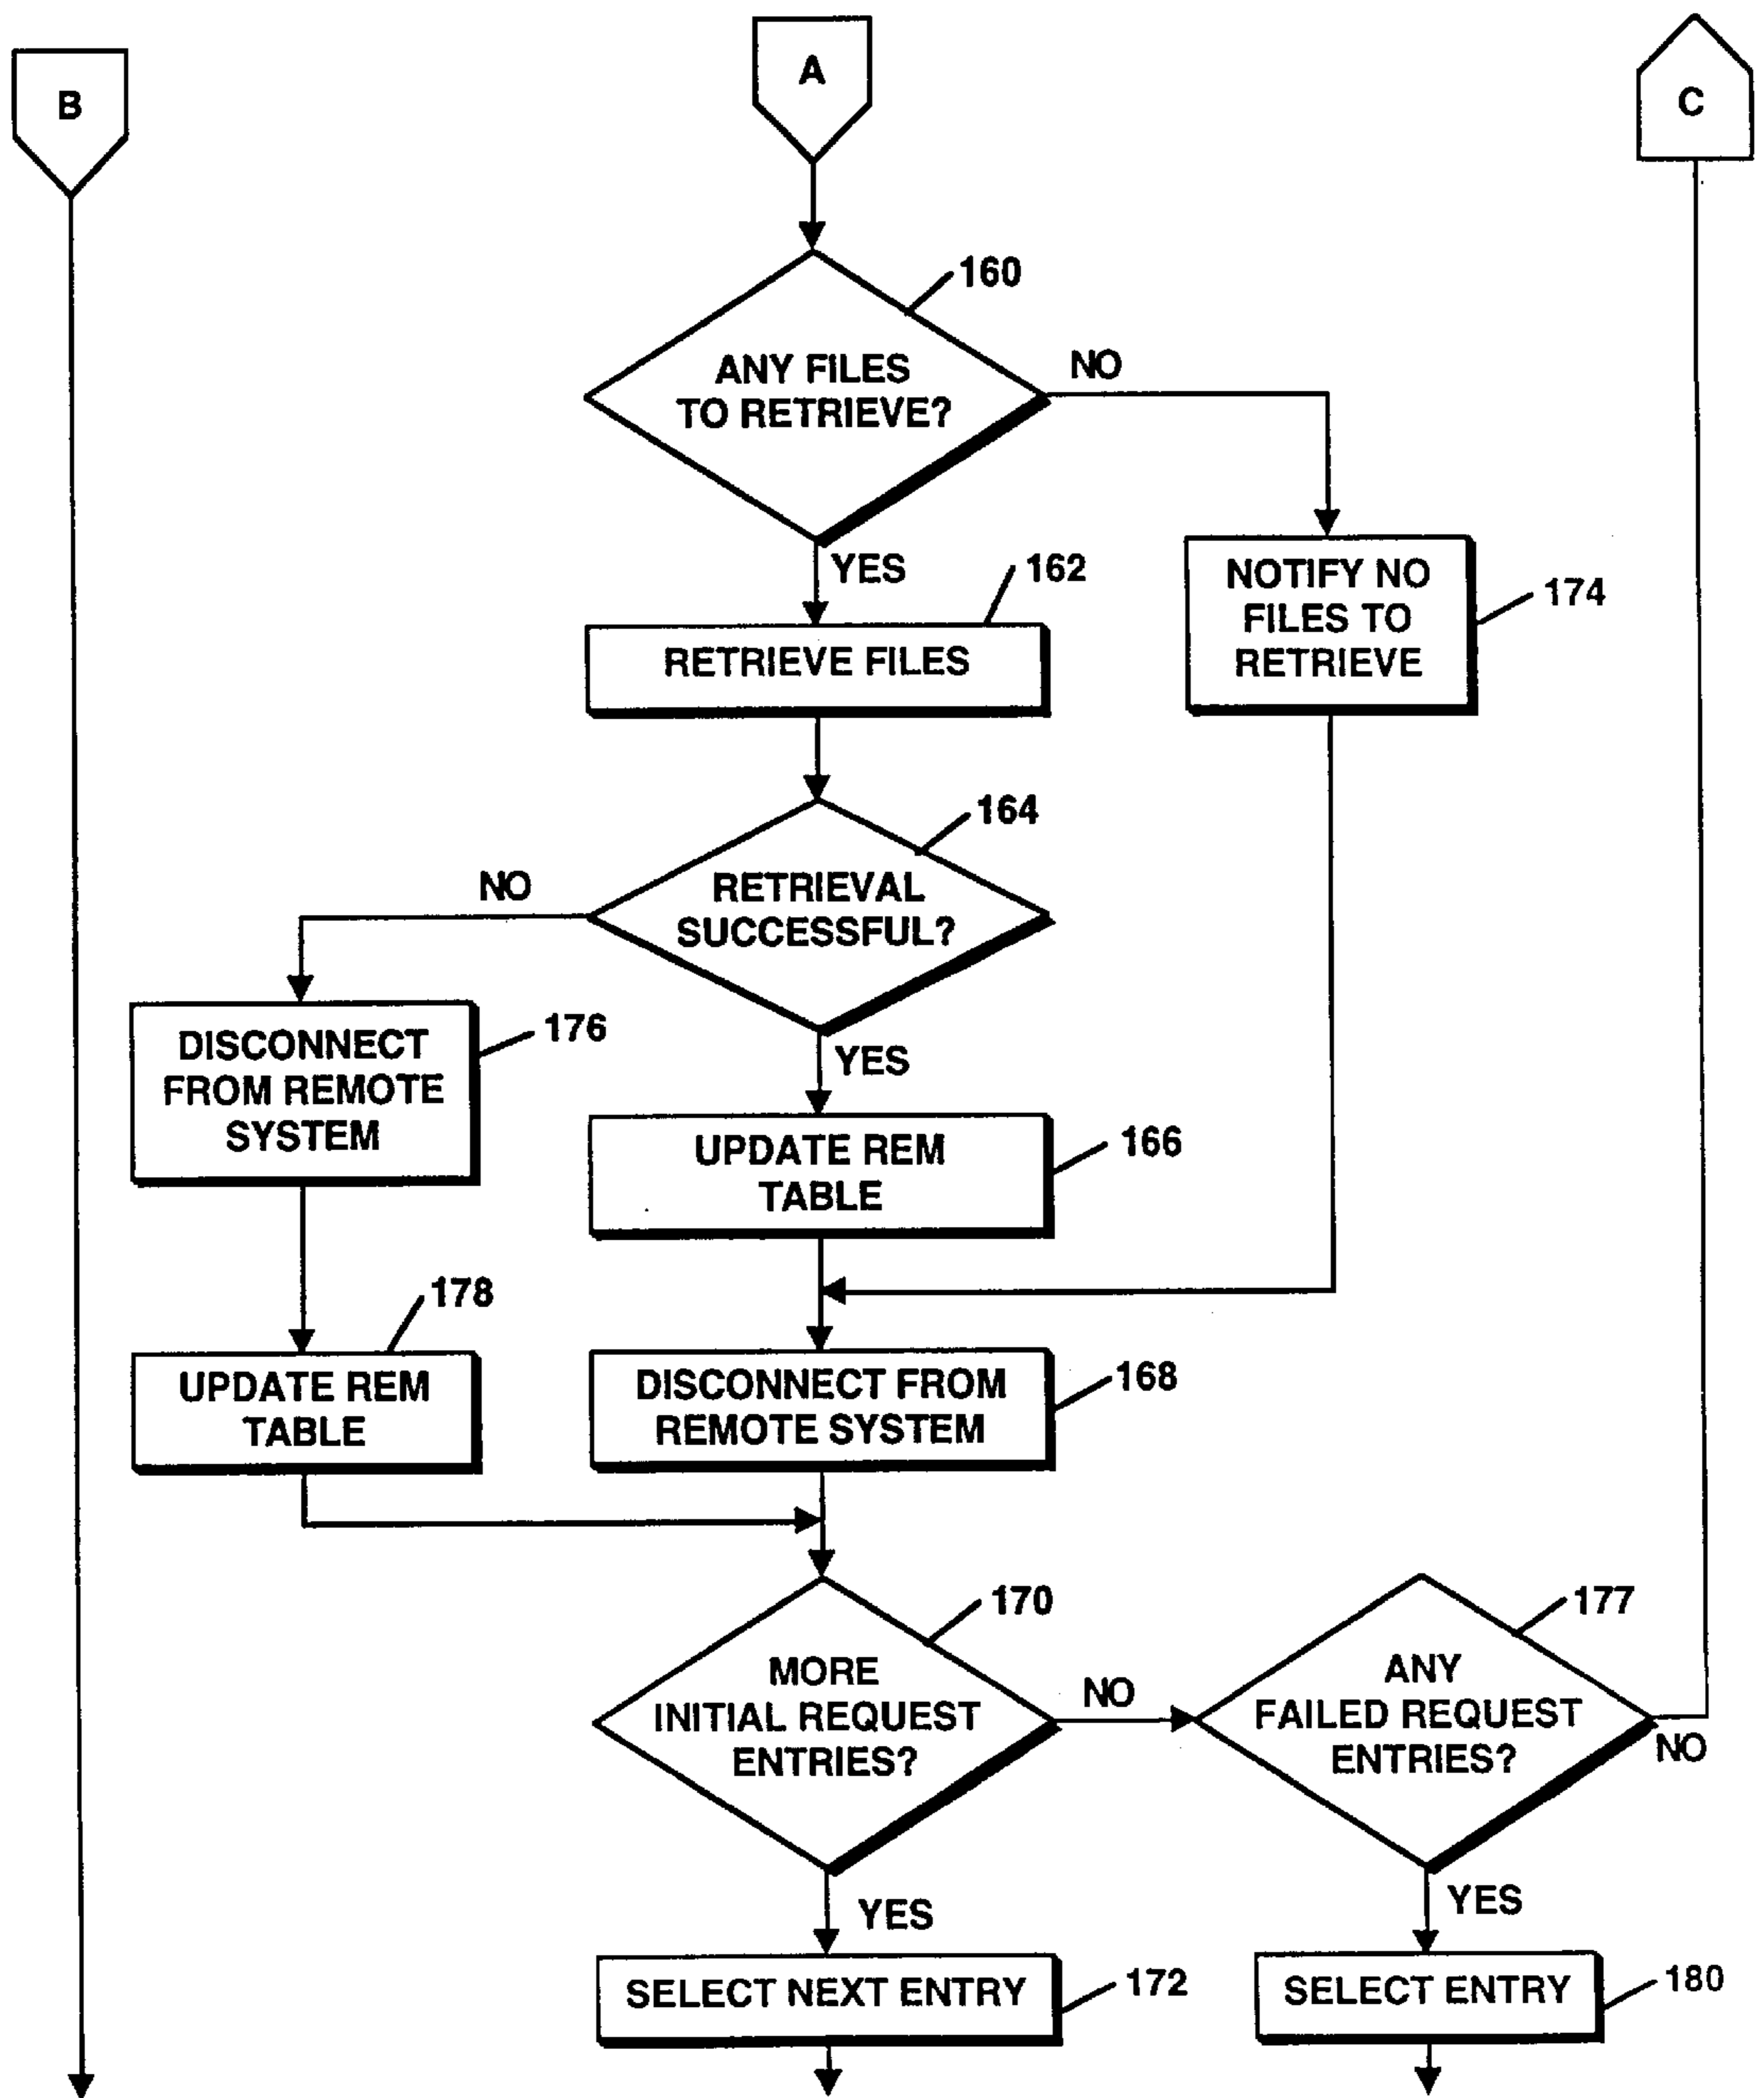 B
A
C
160
ANY FILES
TO RETRIEVE?
NO
YES
162
RETRIEVE FILES
NOTIFY NO
FILES TO
RETRIEVE
174
164
RETRIEVAL
SUCCESSFUL?
NO
YES
DISCONNECT
FROM REMOTE
SYSTEM
176
UPDATE REM
TABLE
166
178
UPDATE REM
TABLE
DISCONNECT FROM
REMOTE SYSTEM
168
170
MORE
INITIAL REQUEST
ENTRIES?
NO
177
ANY
FAILED REQUEST
ENTRIES?
NO
YES
YES
SELECT NEXT ENTRY
172
SELECT ENTRY
180